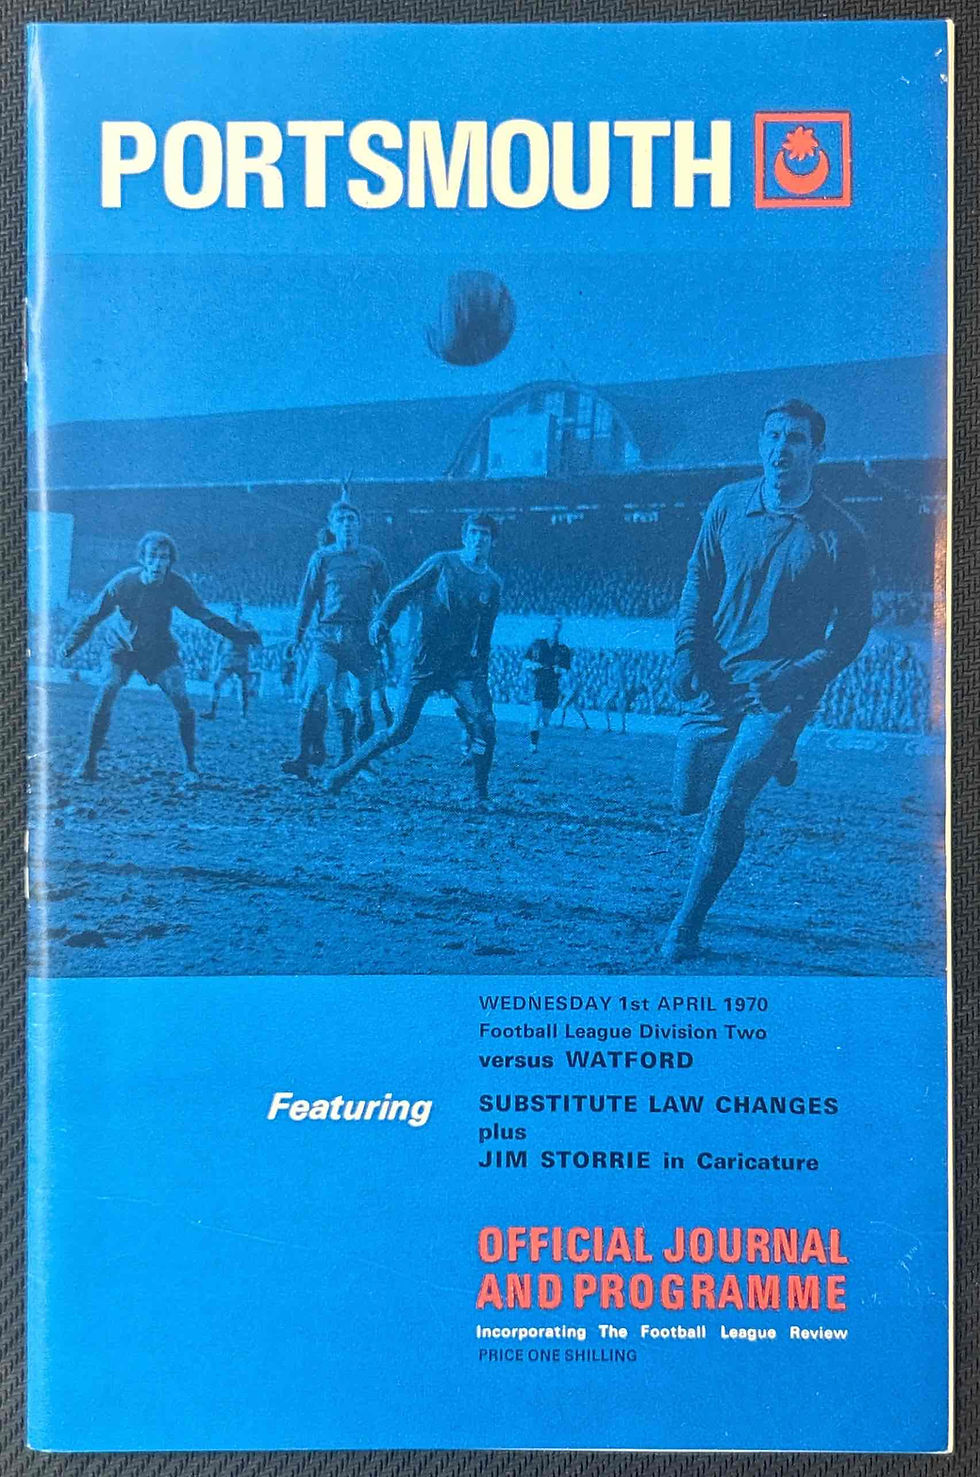 PORTSMOUTH
WEDNESDAY 1st APRIL 1970
Football League Division Two
versus WATFORD
Featuring SUBSTITUTE LAW CHANGES
plus
JIM STORRIE in Caricature
OFFICIAL JOURNAL
AND PROGRAMME
Incorporating The Football League Review
PRICE ONE SHILLING